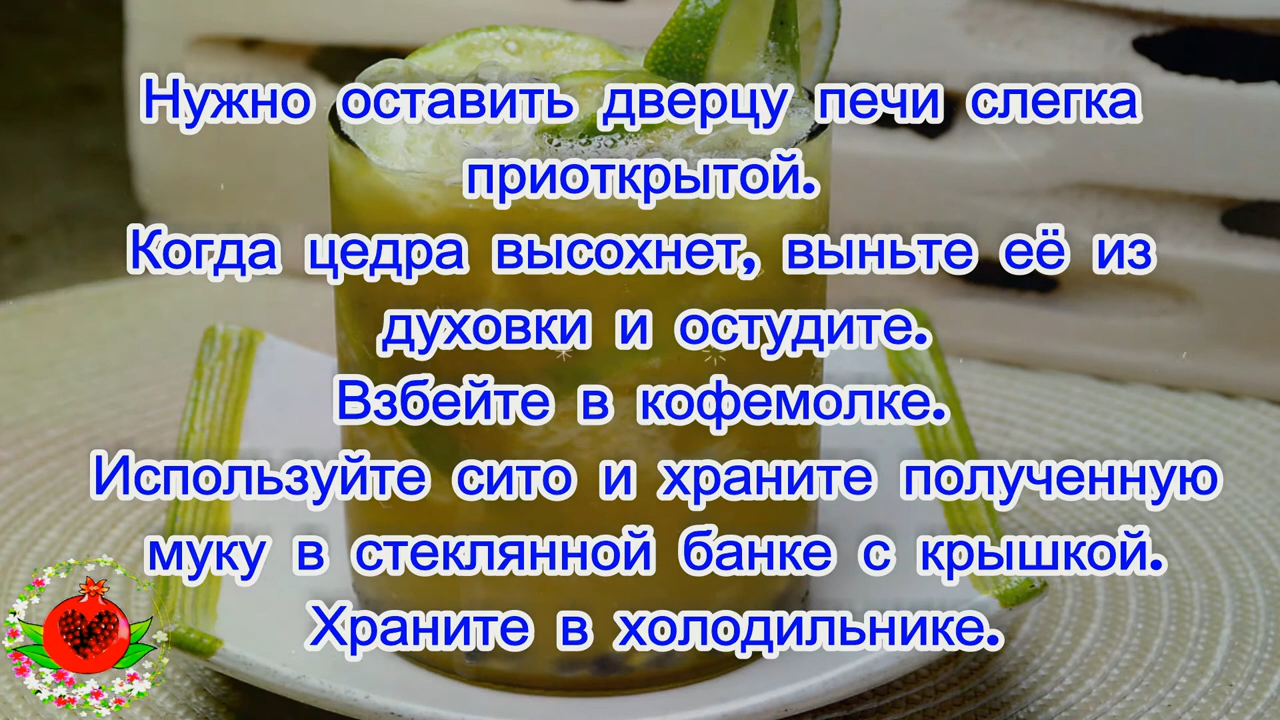 Нужно оставить дверцу печи слегка
приоткрытой.
Когда цедра высохнет, выньте её из
духовки и остудите.
Взбейте в кофемолке.
Используйте сито и храните полученную
муку в стеклянной банке с крышкой.
Храните в холодильнике.